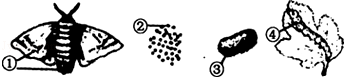 ① ② ③ ④